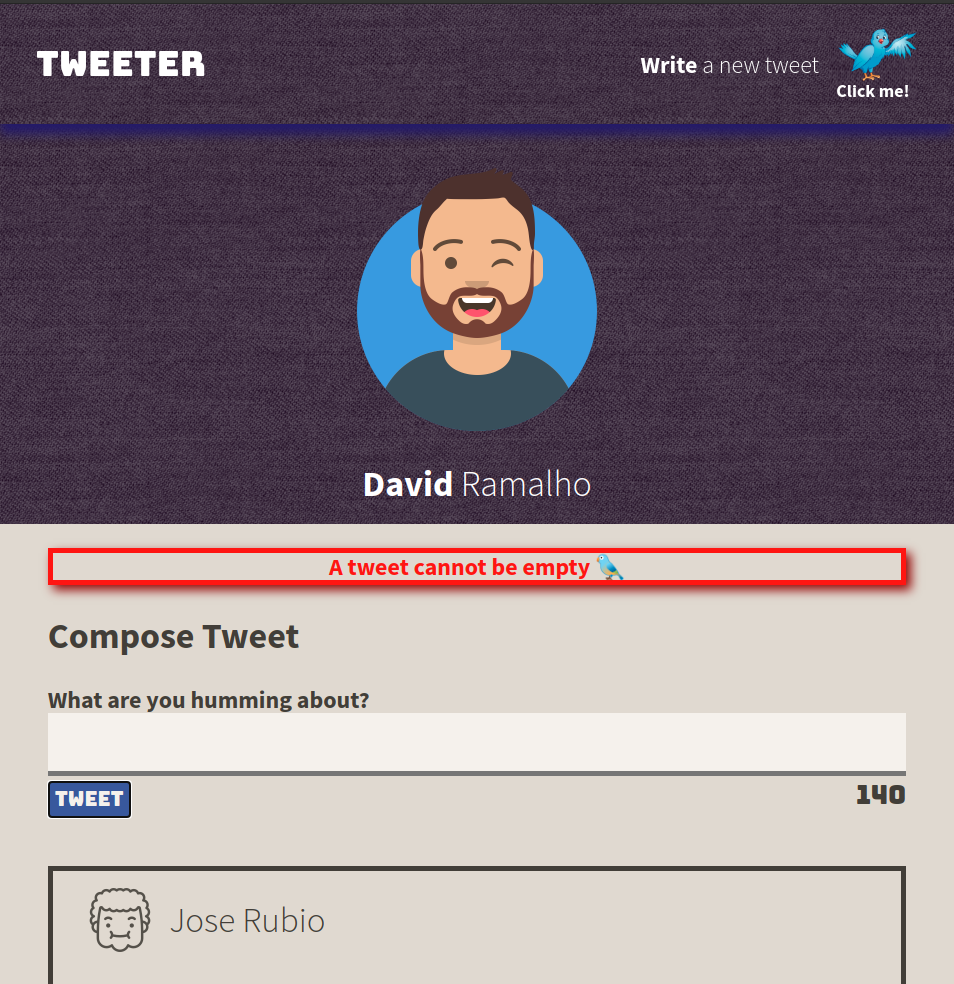 TWEETER
Write a new tweet
Click me!
David Ramalho
A tweet cannot be empty 🐦
Compose Tweet
What are you humming about?
TWEET
140
Jose Rubio